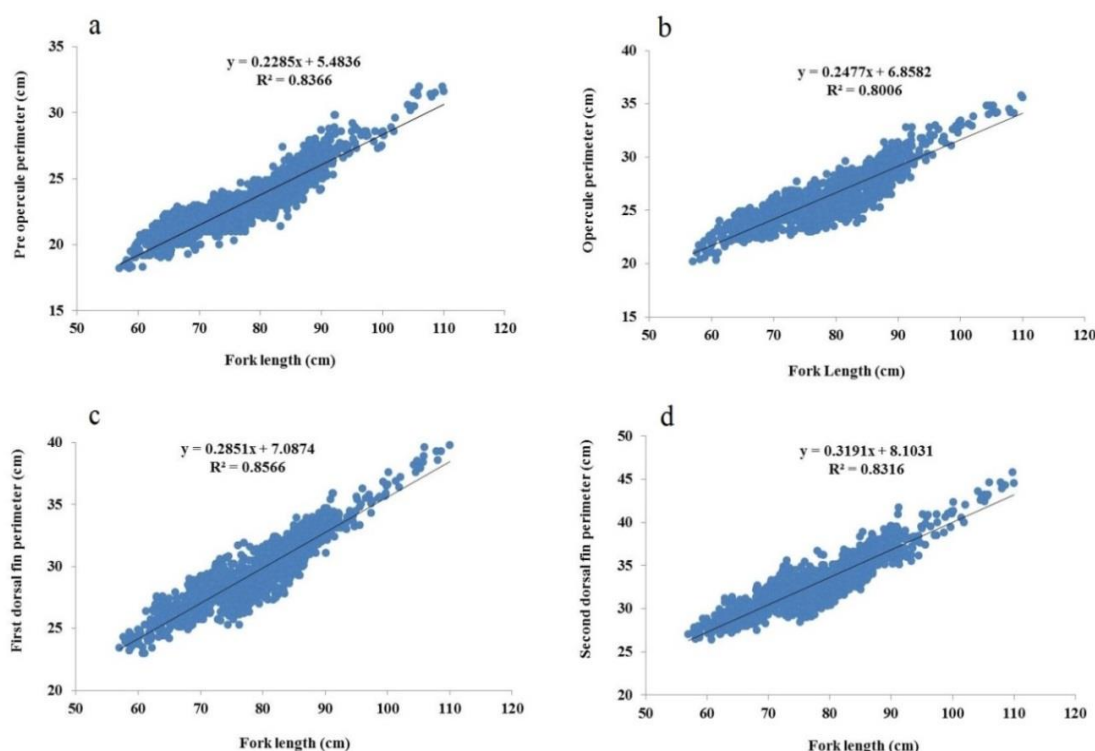 a
y = 0.2285x + 5.4836
R² = 0.8366
Pre opercule perimeter (cm)
35
30
25
20
15
50 60 70 80 90 100 110 120
Fork length (cm)
b
y = 0.2477x + 6.8582
R² = 0.8006
Opercule perimeter (cm)
40
35
30
25
20
15
50 60 70 80 90 100 110 120
Fork Length (cm)
c
y = 0.2851x + 7.0874
R² = 0.8566
First dorsal fin perimeter (cm)
40
35
30
25
20
50 60 70 80 90 100 110 120
Fork length (cm)
d
y = 0.3191x + 8.1031
R² = 0.8316
Second dorsal fin perimeter (cm)
50
45
40
35
30
25
20
50 60 70 80 90 100 110 120
Fork length (cm)